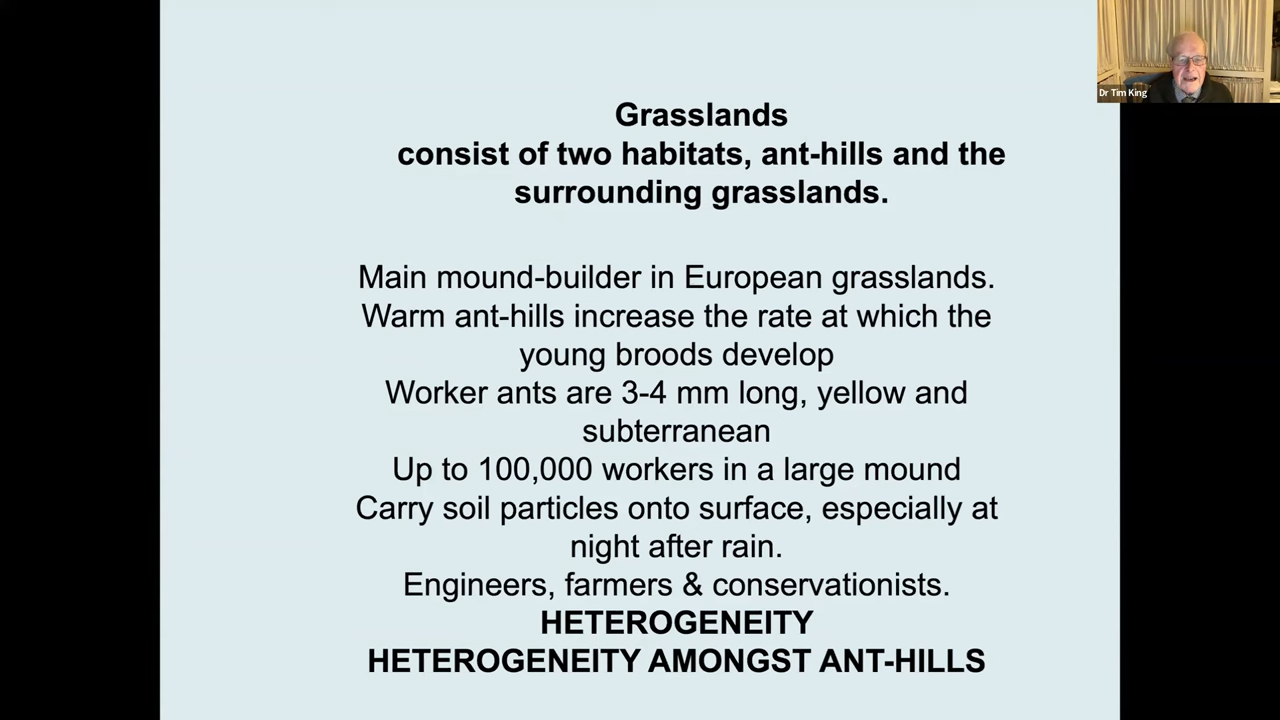 Dr Tim King
Grasslands
consist of two habitats, ant-hills and the
surrounding grasslands.
Main mound-builder in European grasslands.
Warm ant-hills increase the rate at which the
young broods develop
Worker ants are 3-4 mm long, yellow and
subterranean
Up to 100,000 workers in a large mound
Carry soil particles onto surface, especially at
night after rain.
Engineers, farmers & conservationists.
HETEROGENEITY
HETEROGENEITY AMONGST ANT-HILLS